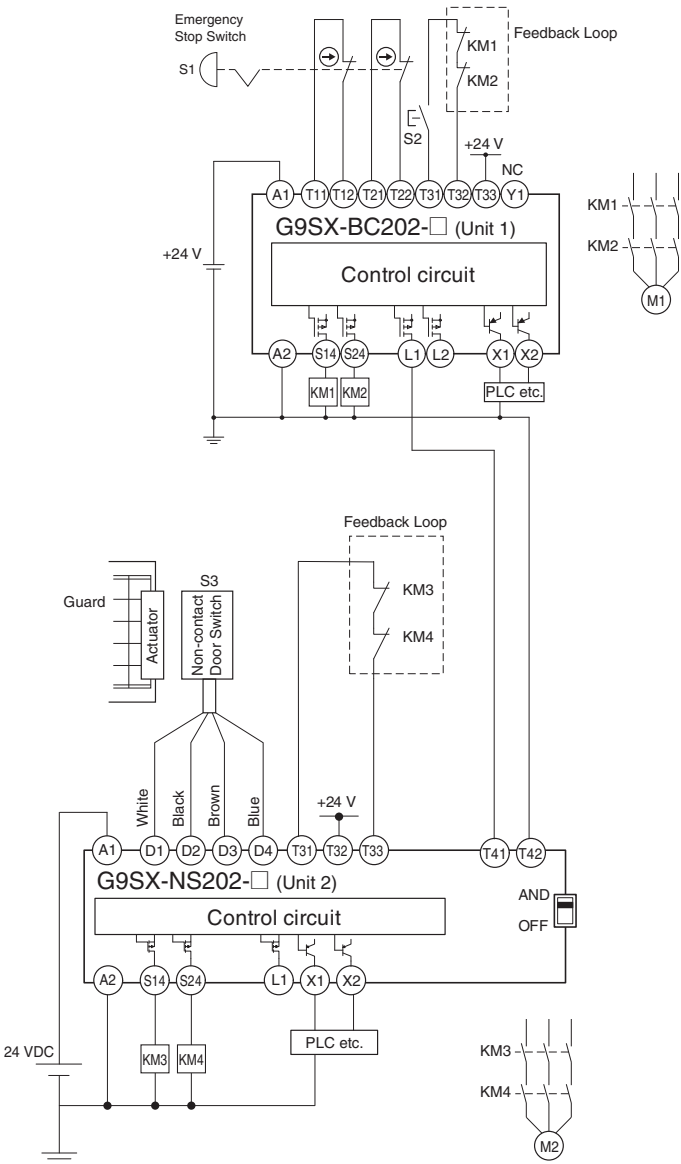 Emergency
Stop Switch
S1
KM1
KM2
Feedback Loop
S2
+24 V
NC
A1 T11 T12 T21 T22 T31 T32 T33 Y1
G9SX-BC202-□ (Unit 1)
+24 V
Control circuit
KM1
KM2
M1
A2 S14 S24 L1 L2 X1 X2
KM1 KM2
PLC etc.
Feedback Loop
KM3
KM4
S3
Guard
Actuator
Non-contact
Door Switch
White
Black
Brown
Blue
+24 V
A1 D1 D2 D3 D4 T31 T32 T33 T41 T42
G9SX-NS202-□ (Unit 2)
AND
OFF
Control circuit
A2 S14 S24 L1 X1 X2
24 VDC
KM3 KM4
PLC etc.
KM3
KM4
M2